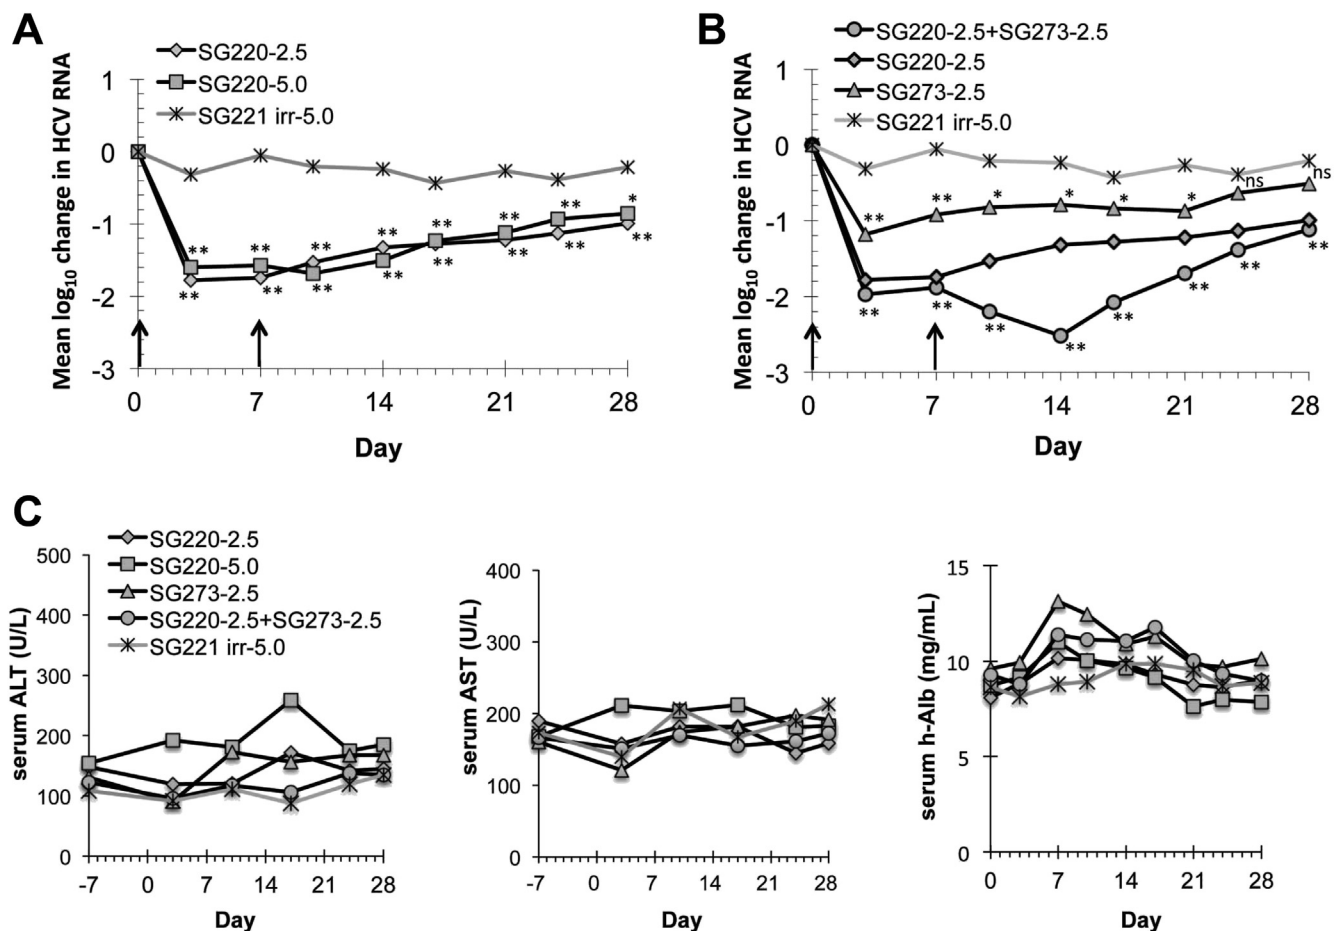 A
SG220-2.5
SG220-5.0
SG221 irr-5.0
Mean log10 change in HCV RNA
1
0
-1
-2
-3
** ** ** ** ** ** ** *
** ** ** ** ** ** ** **
0 7 14 21 28
Day
B
SG220-2.5+SG273-2.5
SG220-2.5
SG273-2.5
SG221 irr-5.0
Mean log10 change in HCV RNA
1
0
-1
-2
-3
** ** * * * * ns ns
** ** ** ** ** ** ** **
0 7 14 21 28
Day
C
SG220-2.5
SG220-5.0
SG273-2.5
SG220-2.5+SG273-2.5
SG221 irr-5.0
serum ALT (U/L)
500
400
300
200
100
0
-7 0 7 14 21 28
Day
serum AST (U/L)
400
300
200
100
0
-7 0 7 14 21 28
Day
serum h-Alb (mg/mL)
15
10
5
0
0 7 14 21 28
Day